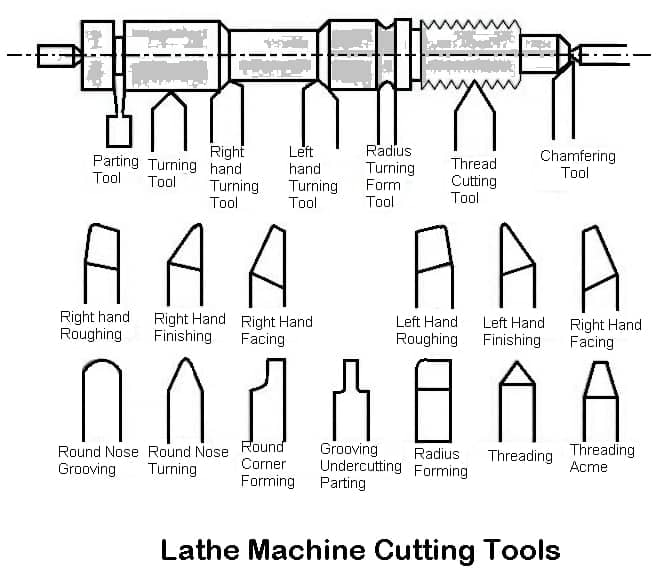 Parting
Tool
Turning
Tool
Right
hand
Turning
Tool
Left
hand
Turning
Tool
Radius
Turning
Form
Tool
Thread
Cutting
Tool
Chamfering
Tool
Right hand
Roughing
Right Hand
Finishing
Right Hand
Facing
Left Hand
Roughing
Left Hand
Finishing
Right Hand
Facing
Round Nose
Grooving
Round Nose
Turning
Round
Corner
Forming
Grooving
Undercutting
Parting
Radius
Forming
Threading
Threading
Acme
Lathe Machine Cutting Tools